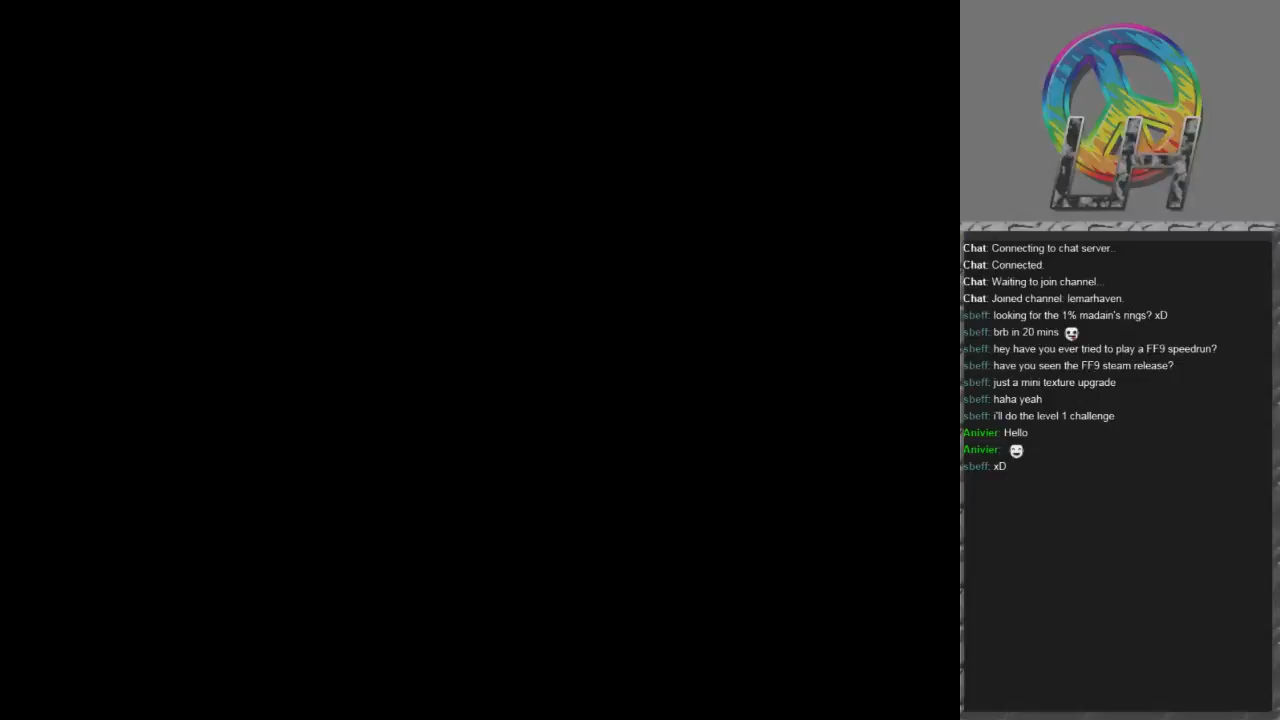 LH
Chat: Connecting to chat server..
Chat: Connected.
Chat: Waiting to join channel...
Chat: Joined channel: lemarhaven.
sbeff: looking for the 1% madain's rings? xD
sbeff: brb in 20 mins
sbeff: hey have you ever tried to play a FF9 speedrun?
sbeff: have you seen the FF9 steam release?
sbeff: just a mini texture upgrade
sbeff: haha yeah
sbeff: i'll do the level 1 challenge
Anivier: Hello
Anivier:
sbeff: xD